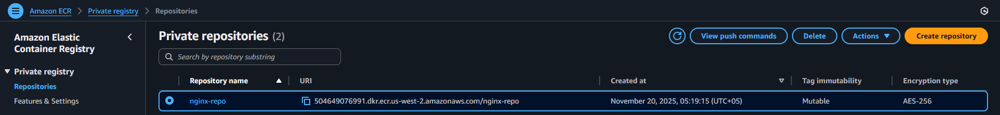 Amazon ECR > Private registry > Repositories
Amazon Elastic
Container Registry
Private registry
Repositories
Features & Settings
Private repositories (2)
View push commands
Delete
Actions
Create repository
Search by repository substring
Repository name URI Created at Tag immutability Encryption type
nginx-repo 504649076991.dkr.ecr.us-west-2.amazonaws.com/nginx-repo November 20, 2025, 05:19:15 (UTC+05) Mutable AES-256